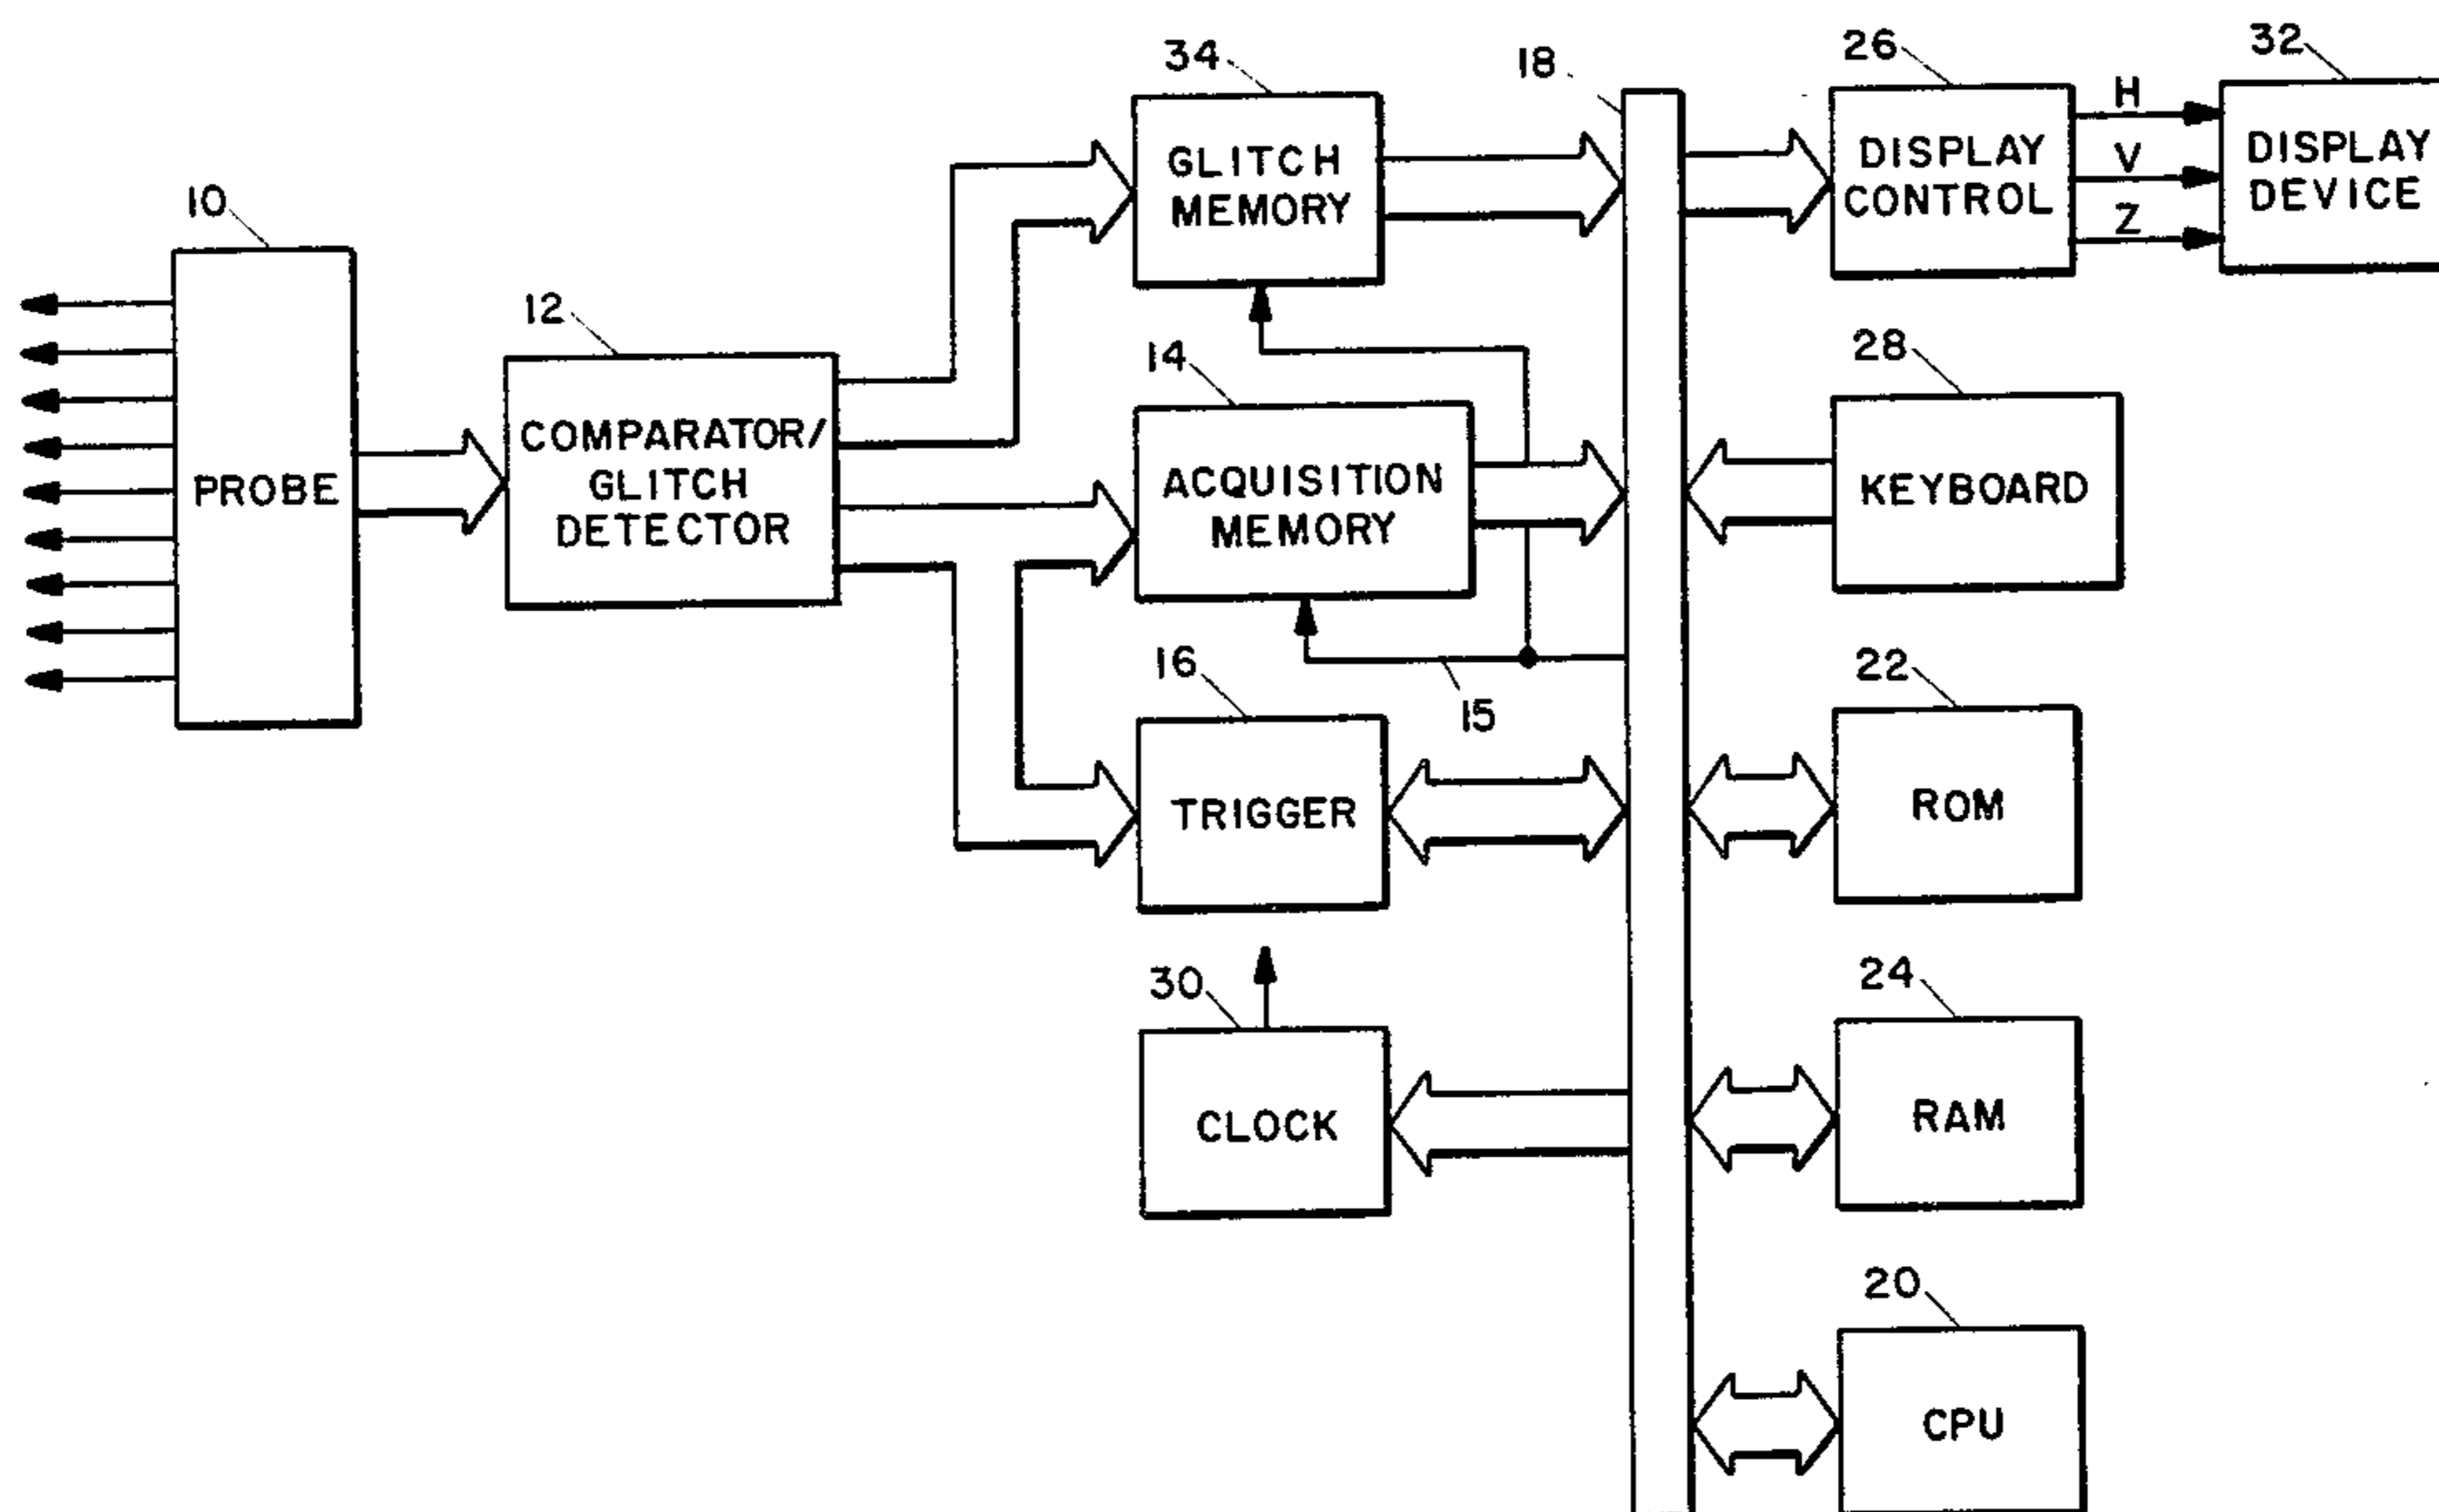 34
18
26
32
GLITCH
MEMORY
DISPLAY
CONTROL
H
V
Z
DISPLAY
DEVICE
10
PROBE
12
COMPARATOR/
GLITCH
DETECTOR
14
ACQUISITION
MEMORY
15
28
KEYBOARD
16
TRIGGER
22
ROM
30
CLOCK
24
RAM
20
CPU